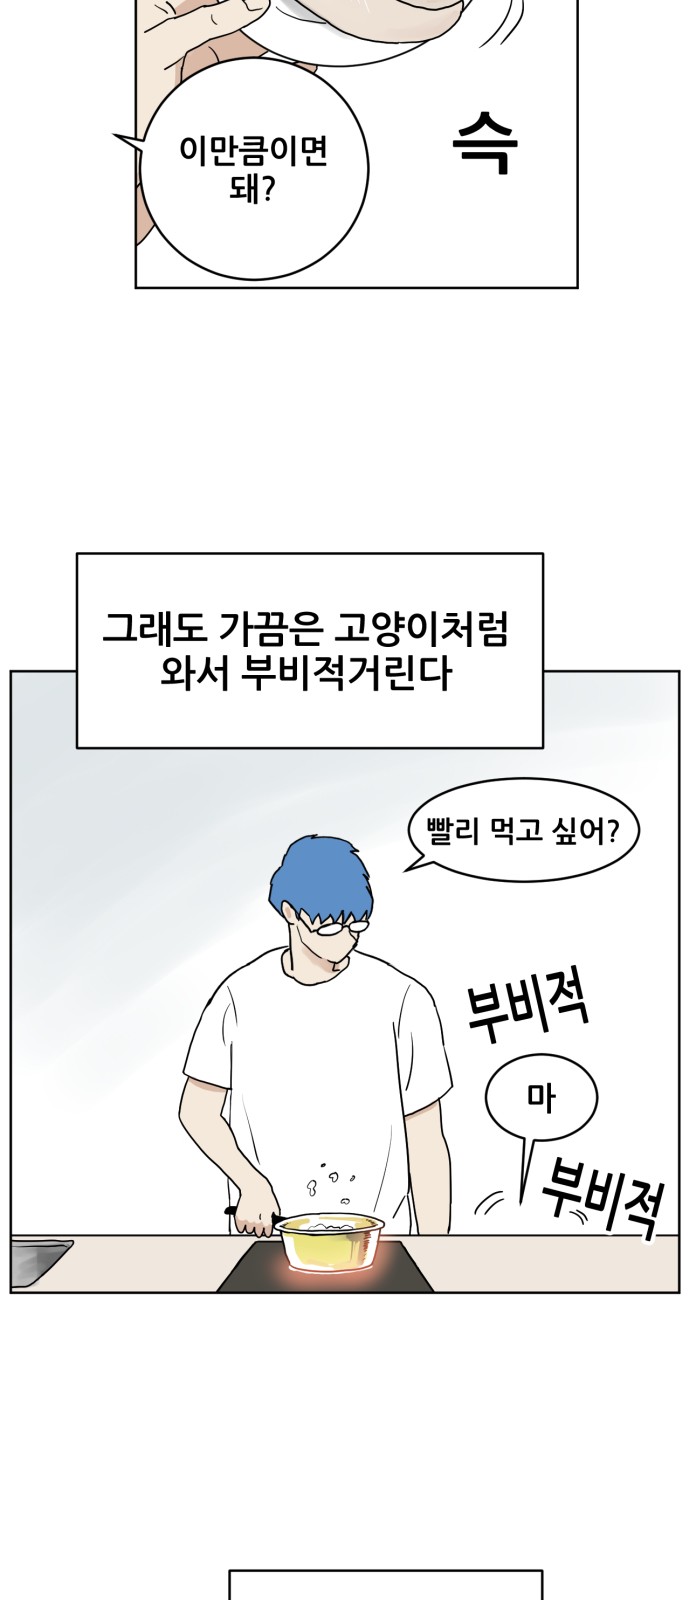 이만큼이면
돼?
슥
그래도 가끔은 고양이처럼
와서 부비적거린다
빨리 먹고 싶어?
부비적
마
부비적